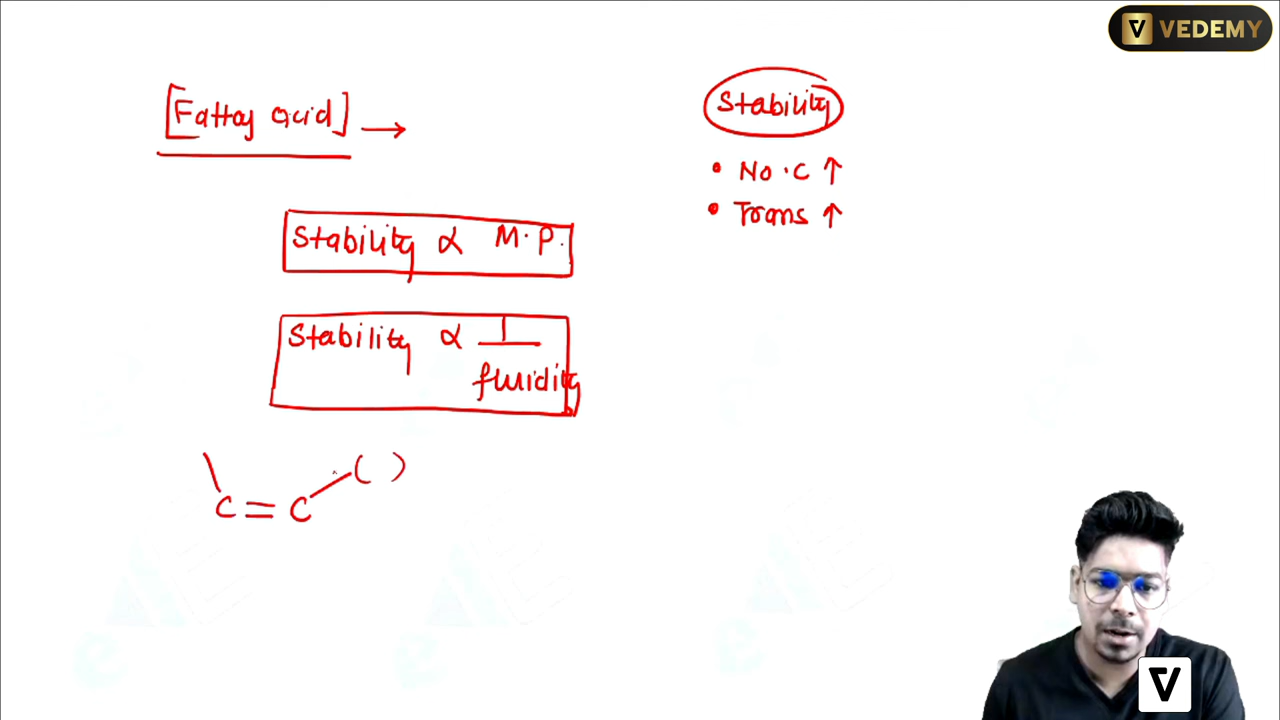 VEDEMY
[Fatty acid] →
Stability
• No.C ↑
• Trans ↑
Stability ∝ M.P.
Stability ∝ 1
fluidity
C = C ( )